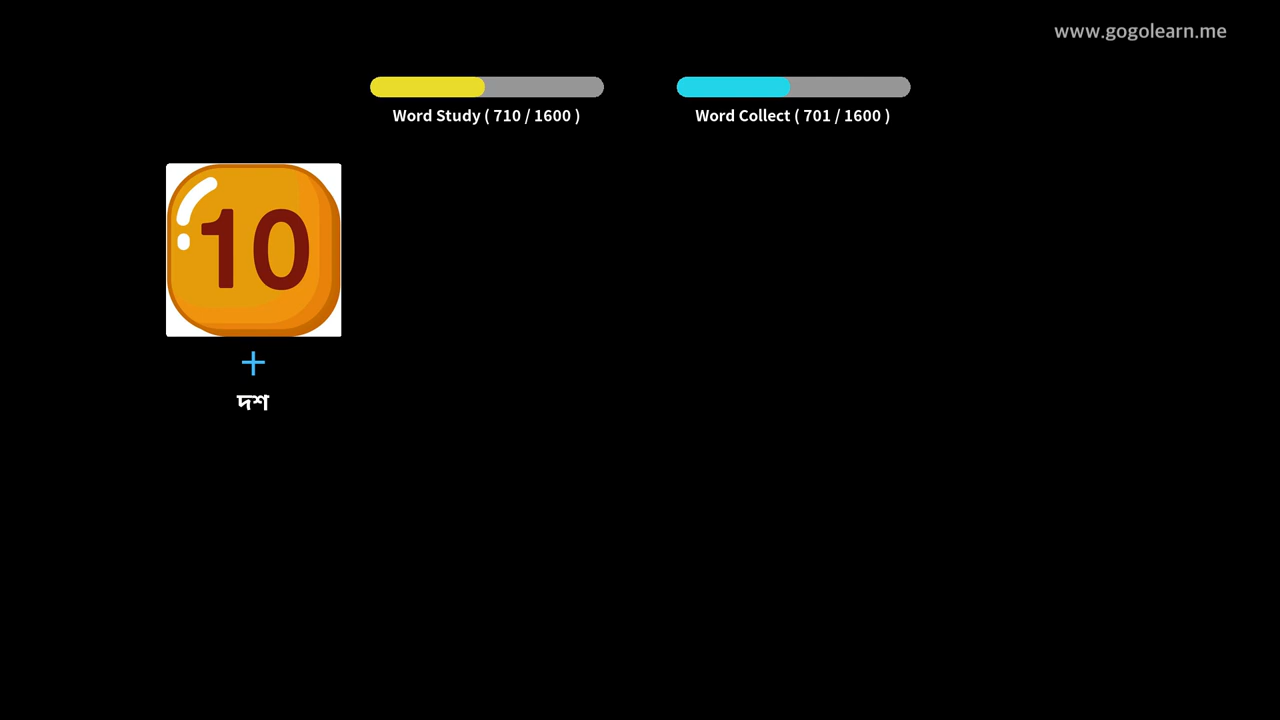 www.gogolearn.me
Word Study ( 710 / 1600 )
Word Collect ( 701 / 1600 )
10
+
দশ